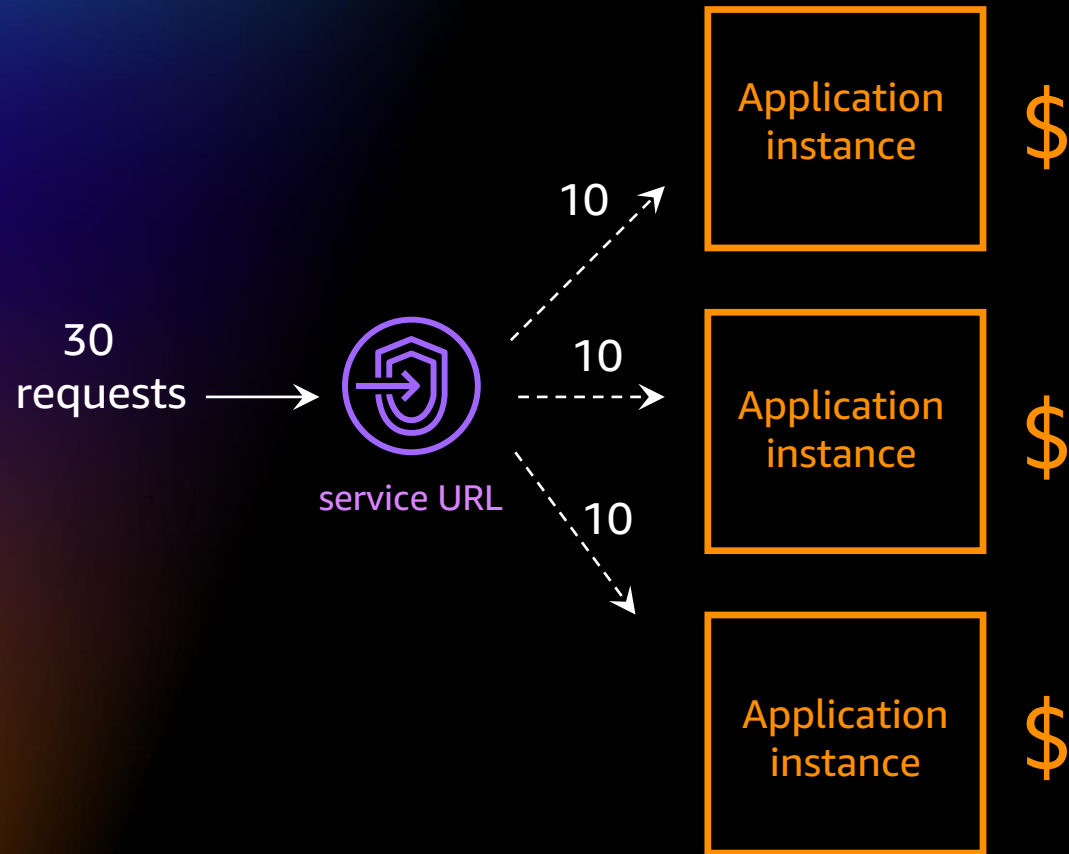 30
requests
service URL
10
10
10
Application
instance
$
Application
instance
$
Application
instance
$